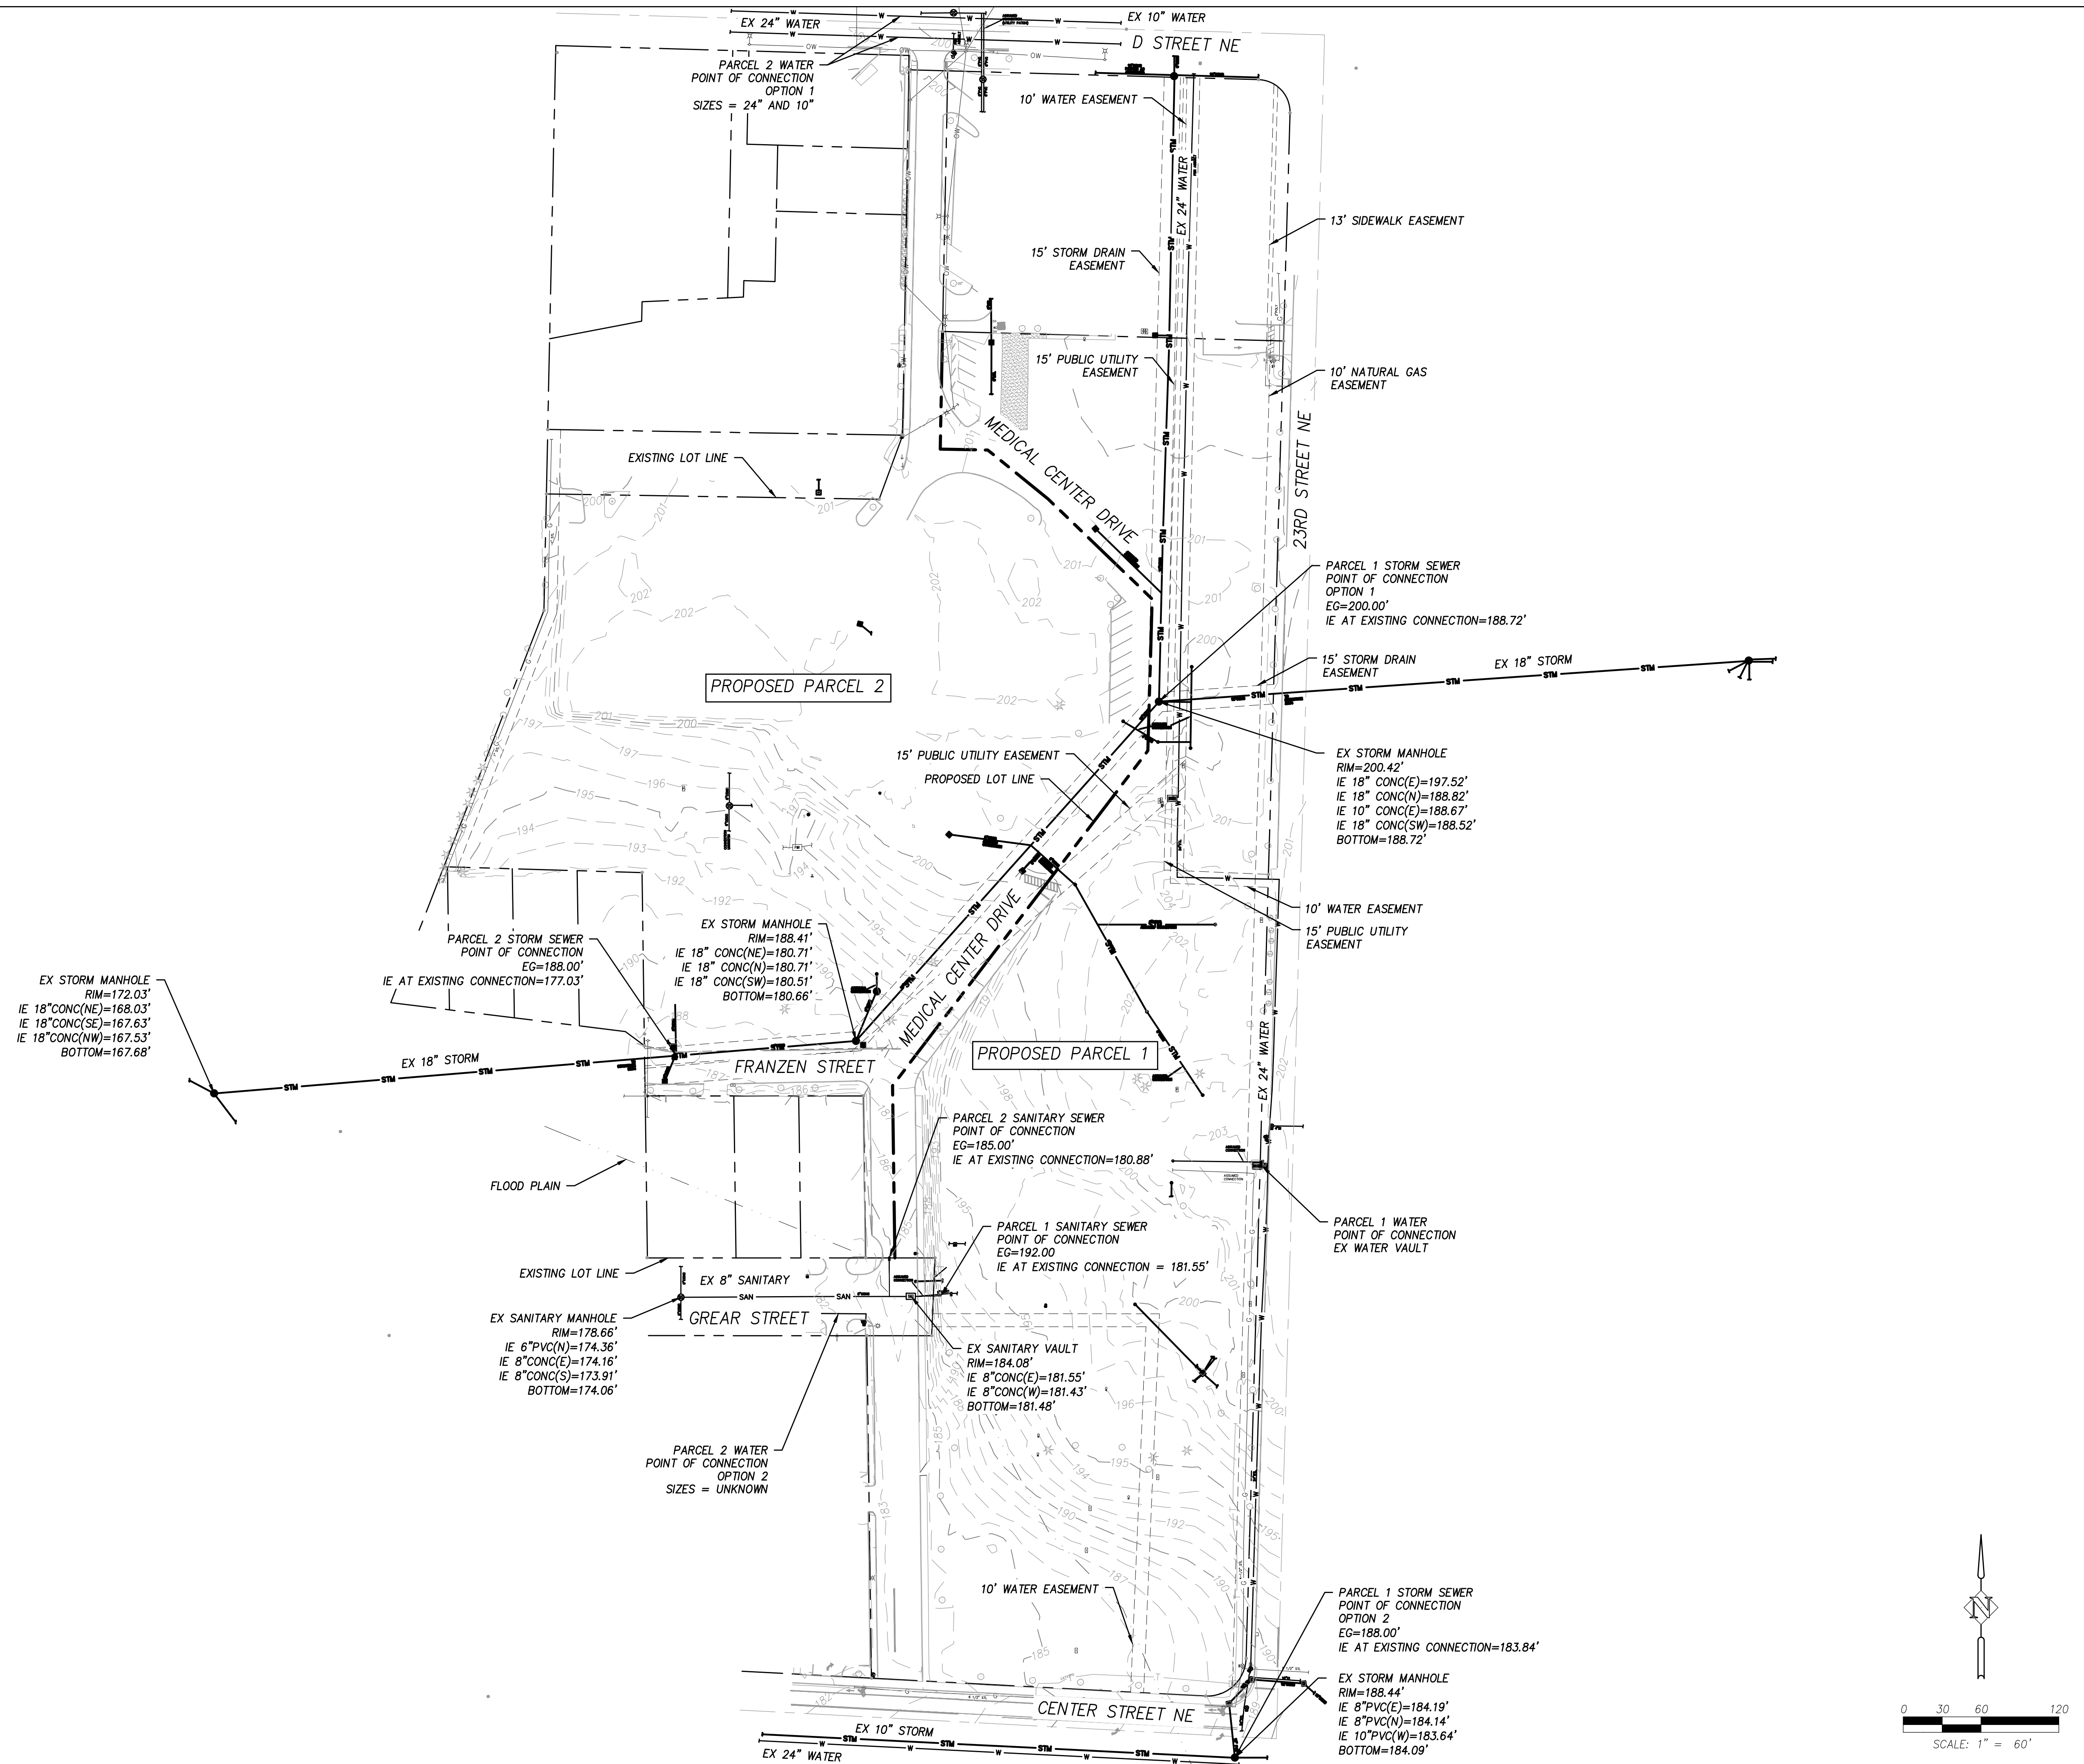 EX 24" WATER
EX 10" WATER
D STREET NE
PARCEL 2 WATER
POINT OF CONNECTION
OPTION 1
SIZES = 24" AND 10"
10' WATER EASEMENT
EX 24" WATER
13' SIDEWALK EASEMENT
15' STORM DRAIN
EASEMENT
15' PUBLIC UTILITY
EASEMENT
10' NATURAL GAS
EASEMENT
23RD STREET NE
MEDICAL CENTER DRIVE
EXISTING LOT LINE
PARCEL 1 STORM SEWER
POINT OF CONNECTION
OPTION 1
EG=200.00'
IE AT EXISTING CONNECTION=188.72'
15' STORM DRAIN
EASEMENT
EX 18" STORM
PROPOSED PARCEL 2
EX STORM MANHOLE
RIM=200.42'
IE 18" CONC(E)=197.52'
IE 18" CONC(N)=188.82'
IE 10" CONC(E)=188.67'
IE 18" CONC(SW)=188.52'
BOTTOM=188.72'
15' PUBLIC UTILITY EASEMENT
PROPOSED LOT LINE
10' WATER EASEMENT
15' PUBLIC UTILITY
EASEMENT
EX STORM MANHOLE
RIM=188.41'
IE 18" CONC(NE)=180.71'
IE 18" CONC(N)=180.71'
IE 18" CONC(SW)=180.51'
BOTTOM=180.66'
PARCEL 2 STORM SEWER
POINT OF CONNECTION
EG=188.00'
IE AT EXISTING CONNECTION=177.03'
EX STORM MANHOLE
RIM=172.03'
IE 18"CONC(NE)=168.03'
IE 18"CONC(SE)=167.63'
IE 18"CONC(NW)=167.53'
BOTTOM=167.68'
MEDICAL CENTER DRIVE
EX 18" STORM
FRANZEN STREET
PROPOSED PARCEL 1
EX 24" WATER
PARCEL 2 SANITARY SEWER
POINT OF CONNECTION
EG=185.00'
IE AT EXISTING CONNECTION=180.88'
FLOOD PLAIN
PARCEL 1 SANITARY SEWER
POINT OF CONNECTION
EG=192.00
IE AT EXISTING CONNECTION = 181.55'
PARCEL 1 WATER
POINT OF CONNECTION
EX WATER VAULT
EXISTING LOT LINE
EX 8" SANITARY
SAN
SAN
GREAR STREET
EX SANITARY MANHOLE
RIM=178.66'
IE 6"PVC(N)=174.36'
IE 8"CONC(E)=174.16'
IE 8"CONC(S)=173.91'
BOTTOM=174.06'
EX SANITARY VAULT
RIM=184.08'
IE 8"CONC(E)=181.55'
IE 8"CONC(W)=181.43'
BOTTOM=181.48'
PARCEL 2 WATER
POINT OF CONNECTION
OPTION 2
SIZES = UNKNOWN
10' WATER EASEMENT
PARCEL 1 STORM SEWER
POINT OF CONNECTION
OPTION 2
EG=188.00'
IE AT EXISTING CONNECTION=183.84'
EX STORM MANHOLE
RIM=188.44'
IE 8"PVC(E)=184.19'
IE 8"PVC(N)=184.14'
IE 10"PVC(W)=183.64'
BOTTOM=184.09'
CENTER STREET NE
EX 10" STORM
EX 24" WATER
N
0 30 60 120
SCALE: 1" = 60'